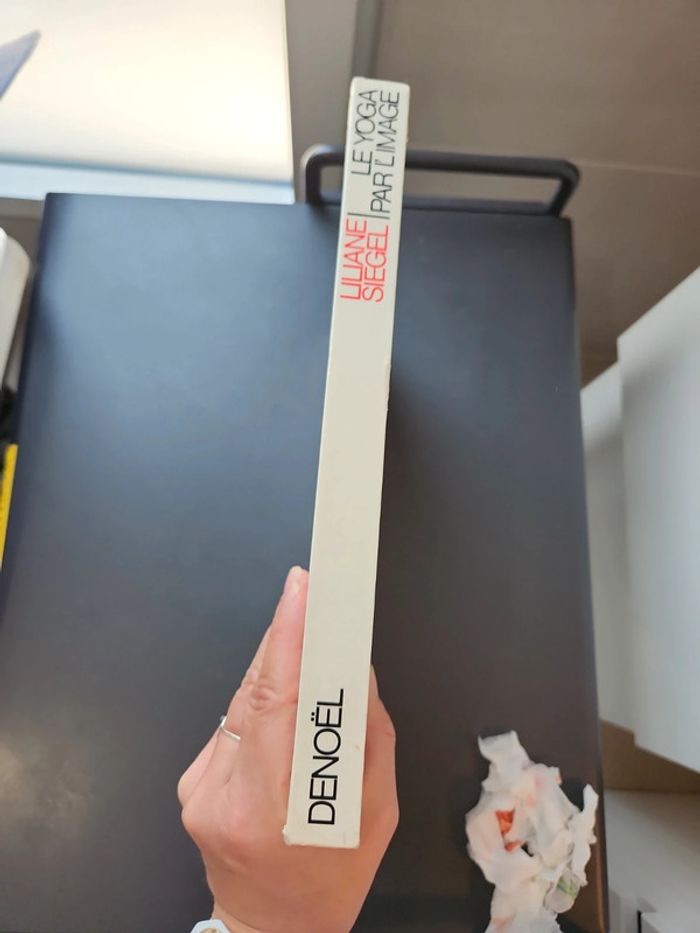 LILIANE
SIEGEL
LE YOGA
PAR L'IMAGE
DENOËL